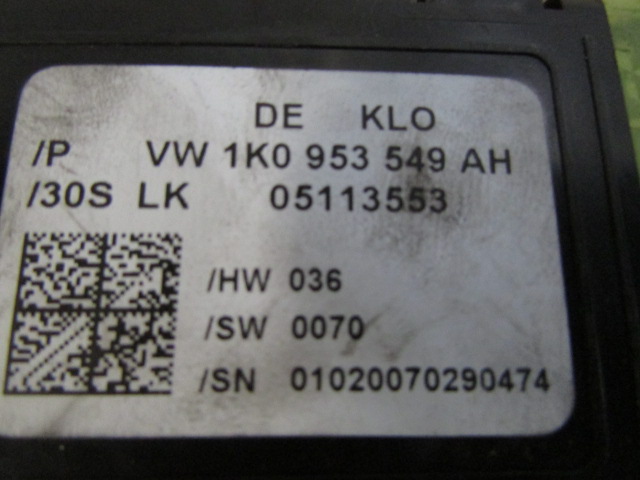 DE KLO
/P VW 1K0 953 549 AH
/30S LK 05113553
/HW 036
/SW 0070
/SN 01020070290474